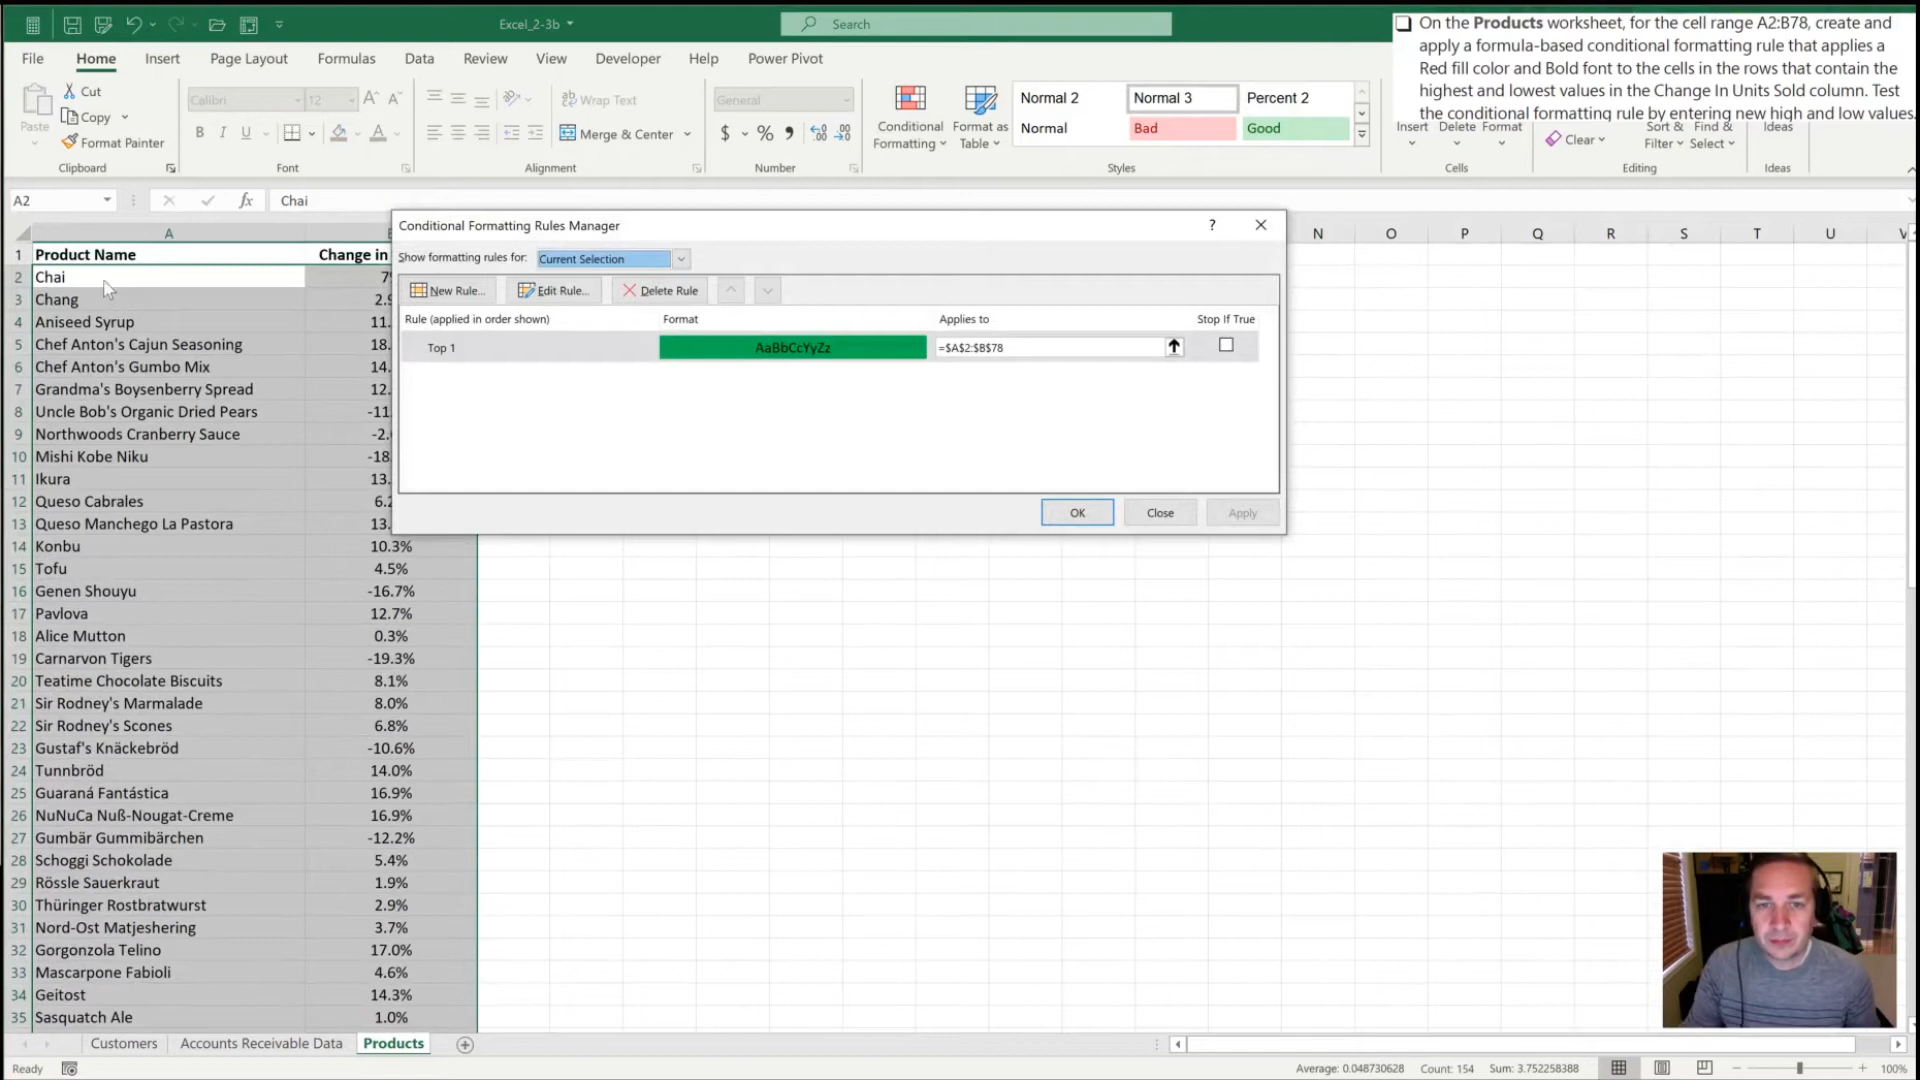 Excel_2-3b
Search
On the Products worksheet, for the cell range A2:B78, create and
apply a formula-based conditional formatting rule that applies a
Red fill color and Bold font to the cells in the rows that contain the
highest and lowest values in the Change In Units Sold column. Test
the conditional formatting rule by entering new high and low values.
File Home Insert Page Layout Formulas Data Review View Developer Help Power Pivot
Paste
Cut
Copy
Format Painter
Clipboard
Calibri 12
B I U
Font
Wrap Text
Merge & Center
Alignment
General
$ % 9
Number
Conditional Formatting
Format as Table
Normal 2 Normal 3 Percent 2
Normal Bad Good
Styles
Insert Delete Format
Cells
Clear
Sort & Filter
Find & Select
Editing
Ideas
Ideas
A2 fx Chai
A N O P Q R S T U V
1 Product Name Change in
2 Chai
3 Chang 2.9
4 Aniseed Syrup 11.
5 Chef Anton's Cajun Seasoning 18.
6 Chef Anton's Gumbo Mix 14.
7 Grandma's Boysenberry Spread 12.
8 Uncle Bob's Organic Dried Pears -11.
9 Northwoods Cranberry Sauce -2.
10 Mishi Kobe Niku -18.
11 Ikura 13.
12 Queso Cabrales 6.2
13 Queso Manchego La Pastora 13.
14 Konbu 10.3%
15 Tofu 4.5%
16 Genen Shouyu -16.7%
17 Pavlova 12.7%
18 Alice Mutton 0.3%
19 Carnarvon Tigers -19.3%
20 Teatime Chocolate Biscuits 8.1%
21 Sir Rodney's Marmalade 8.0%
22 Sir Rodney's Scones 6.8%
23 Gustaf's Knäckebröd -10.6%
24 Tunnbröd 14.0%
25 Guaraná Fantástica 16.9%
26 NuNuCa Nuß-Nougat-Creme 16.9%
27 Gumbär Gummibärchen -12.2%
28 Schoggi Schokolade 5.4%
29 Rössle Sauerkraut 1.9%
30 Thüringer Rostbratwurst 2.9%
31 Nord-Ost Matjeshering 3.7%
32 Gorgonzola Telino 17.0%
33 Mascarpone Fabioli 4.6%
34 Geitost 14.3%
35 Sasquatch Ale 1.0%
Conditional Formatting Rules Manager ?
Show formatting rules for: Current Selection
New Rule... Edit Rule... Delete Rule
Rule (applied in order shown) Format Applies to Stop If True
Top 1 AaBbCcYyZz =$A$2:$B$78
OK Close Apply
Customers Accounts Receivable Data Products
Ready Average: 0.048730628 Count: 154 Sum: 3.752258388 100%